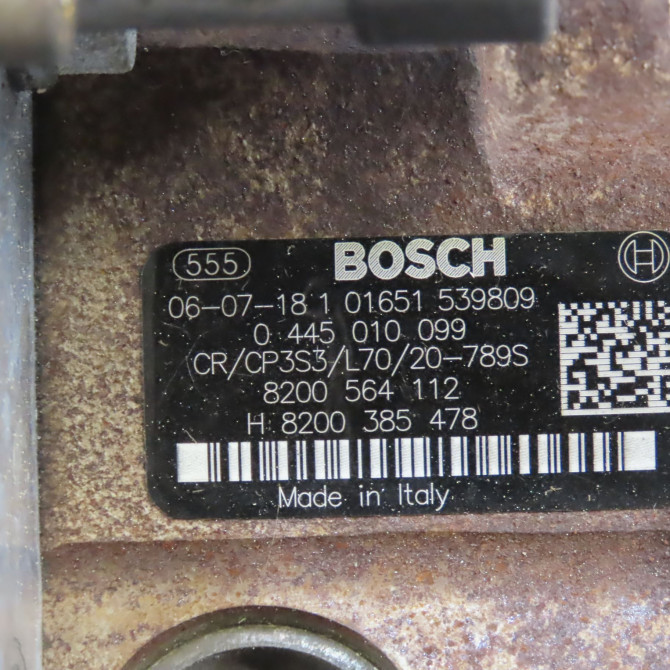 555 BOSCH
06-07-18 1 01651 539809
0 445 010 099
CR/CP3S3/L70/20-789S
8200 564 112
H 8200 385 478
Made in Italy